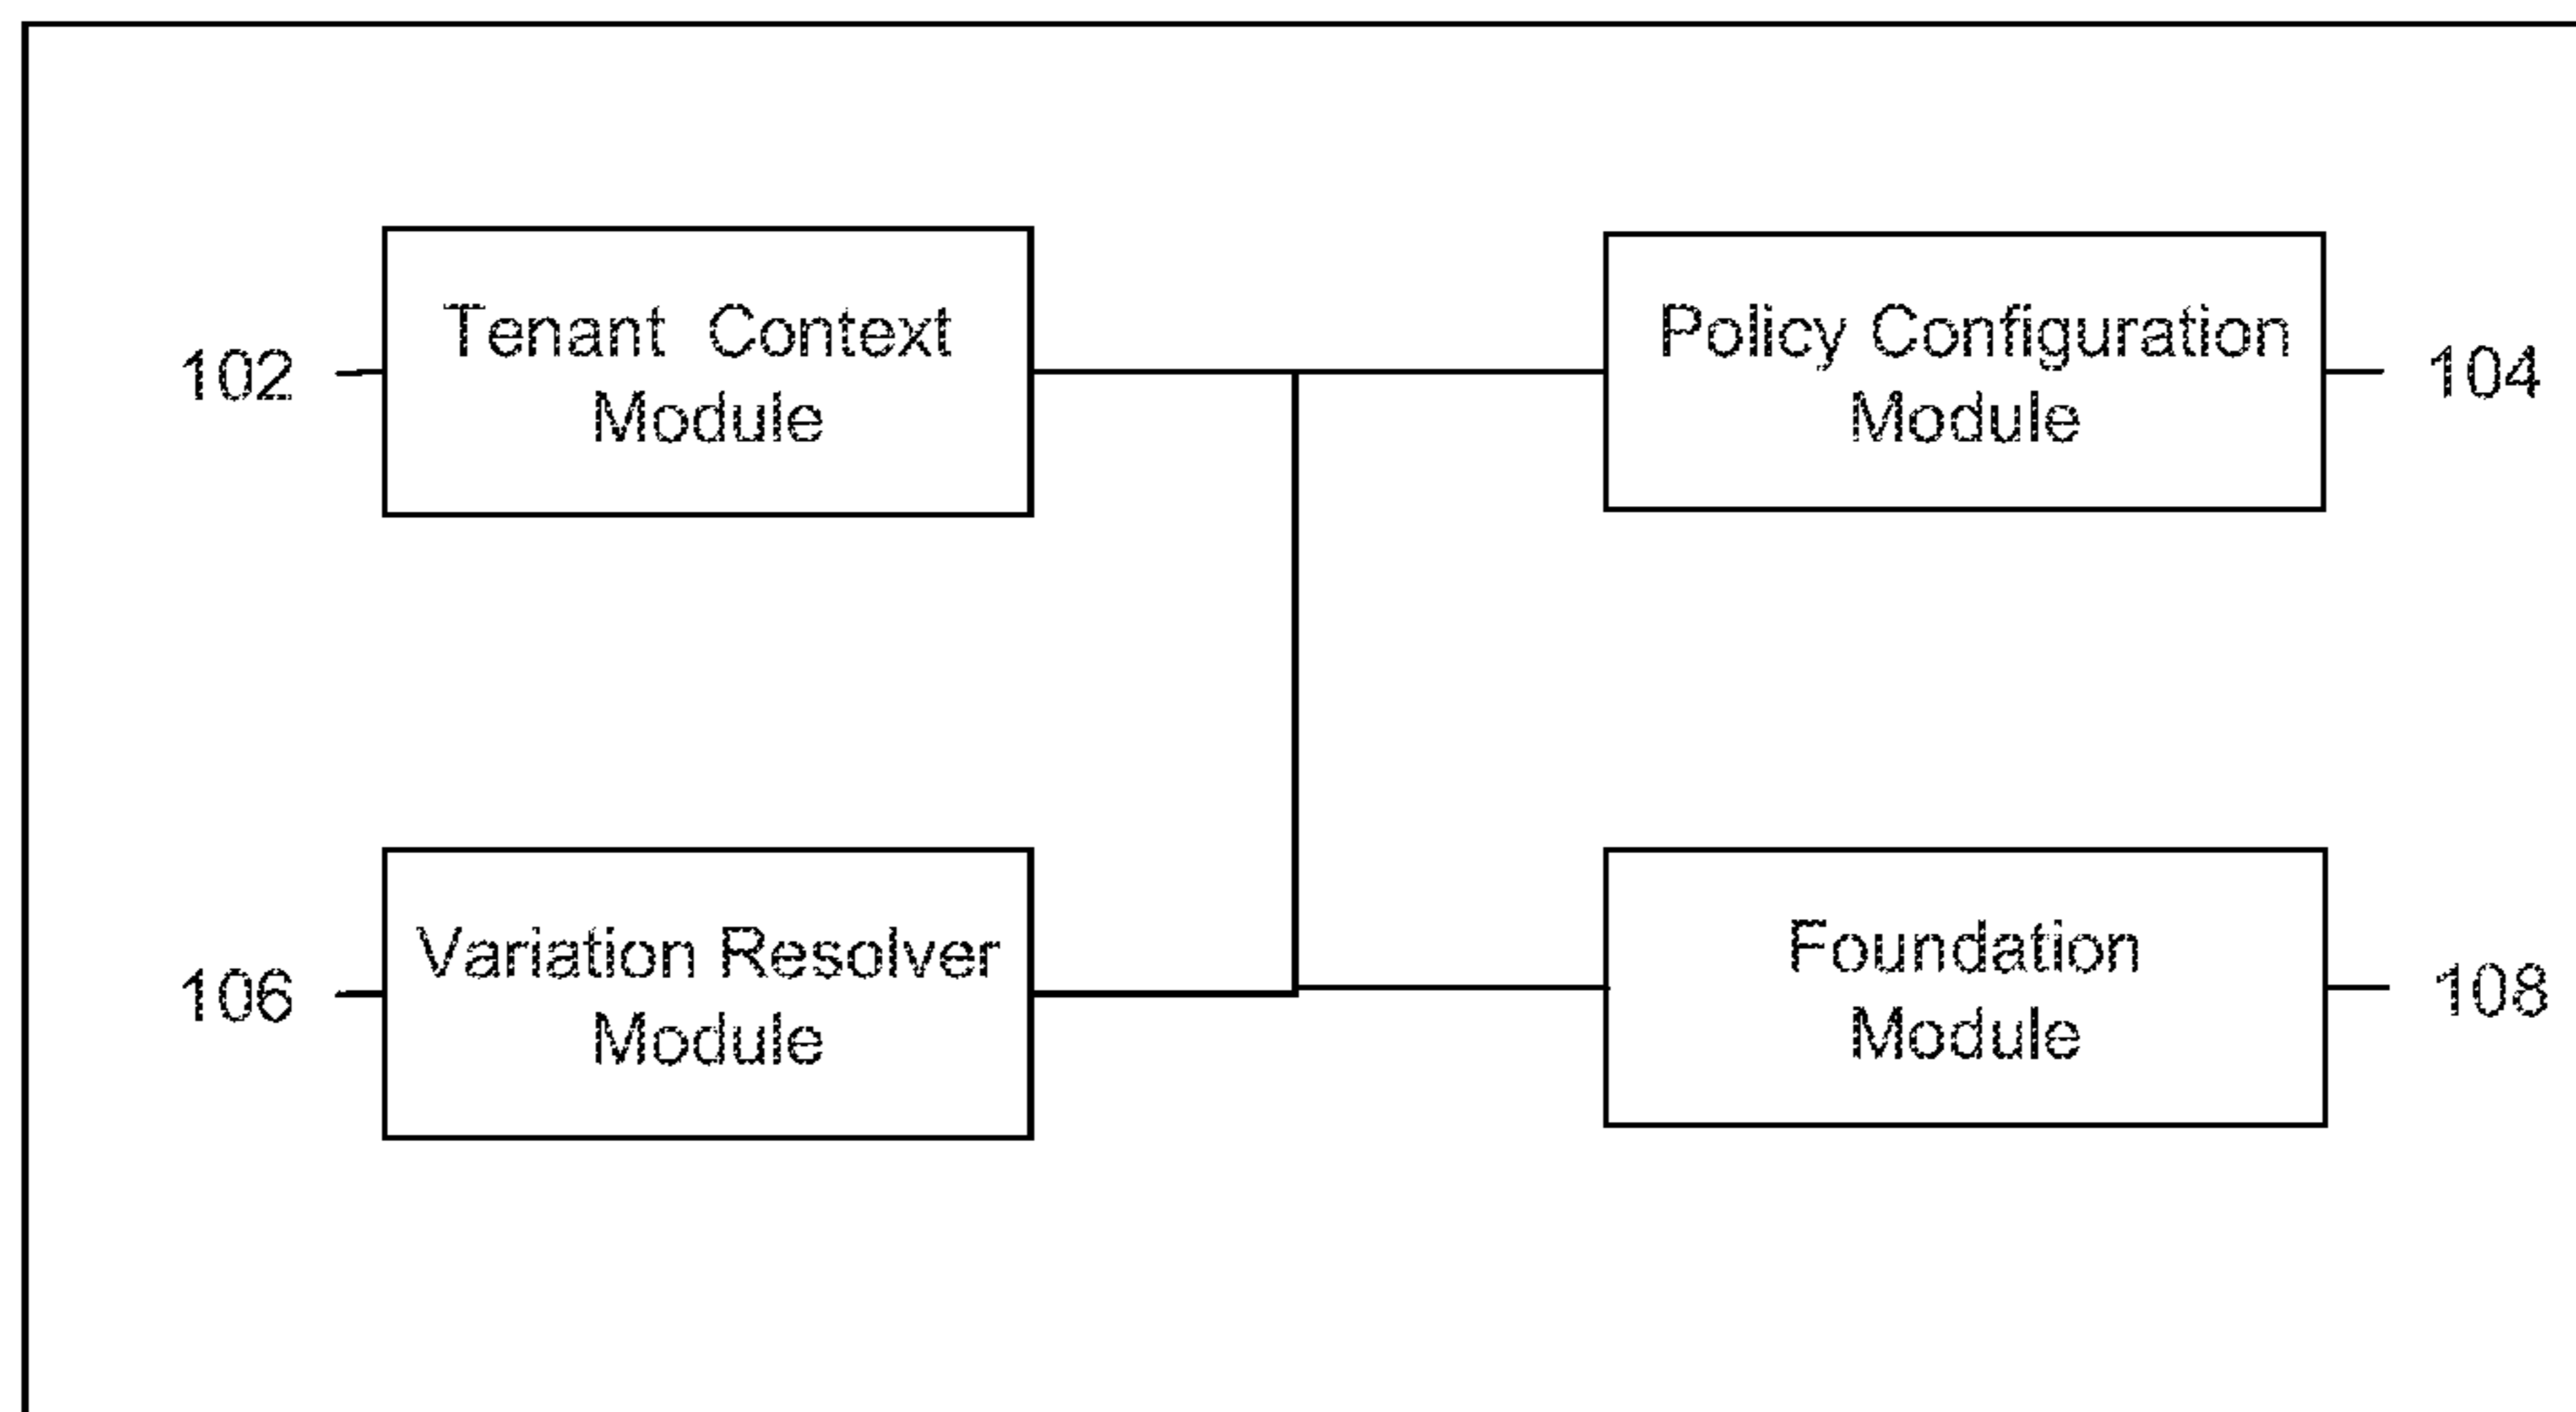 102
Tenant Context
Module
Policy Configuration
Module
104
106
Variation Resolver
Module
Foundation
Module
108